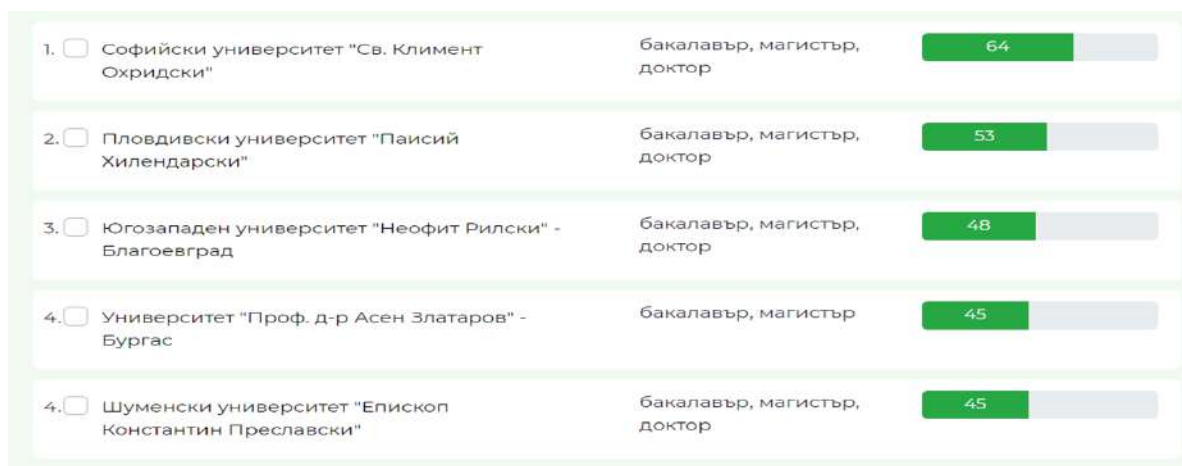 1. Софийски университет "Св. Климент бакалавър, магистър, 64
Охридски" доктор
2. Пловдивски университет "Паисий бакалавър, магистър, 53
Хилендарски" доктор
3. Югозападен университет "Неофит Рилски" - бакалавър, магистър, 48
Благоевград доктор
4. Университет "Проф. д-р Асен Златаров" - бакалавър, магистър 45
Бургас
4. Шуменски университет "Епископ бакалавър, магистър, 45
Константин Преславски" доктор